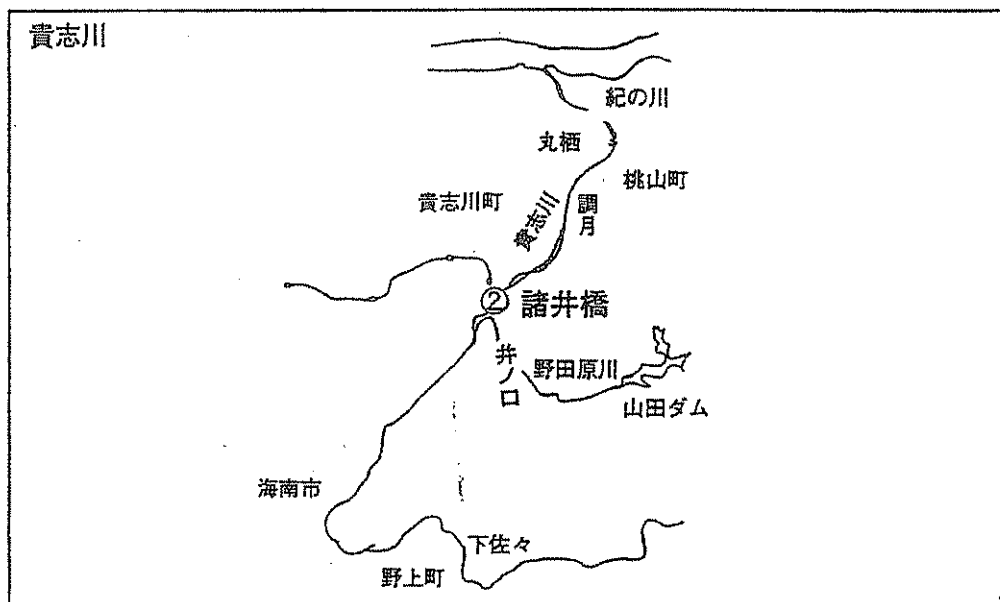 貴志川
紀の川
丸栖
桃山町
貴志川町
貴志川
調月
② 諸井橋
井ノ口
野田原川
山田ダム
海南市
下佐々
野上町